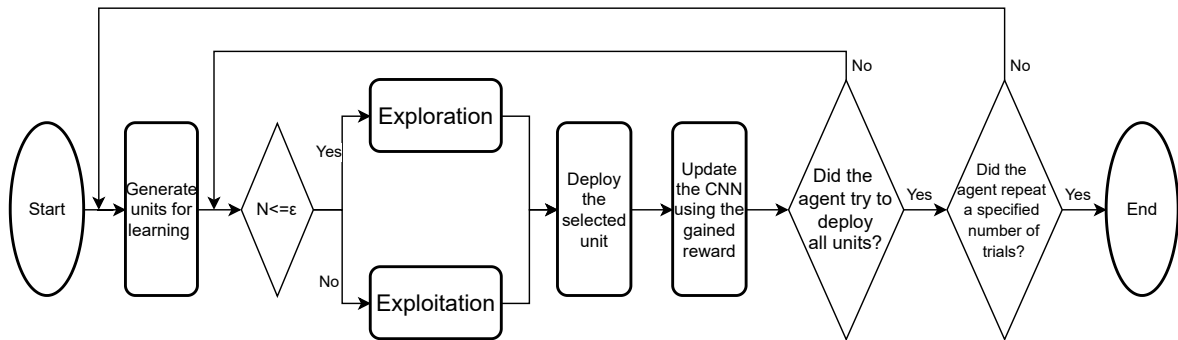 Start
Generate
units for
learning
N<=ε
Yes
No
Exploration
Exploitation
Deploy
the
selected
unit
Update
the CNN
using the
gained
reward
Did the
agent try to
deploy
all units?
No
Yes
Did the
agent repeat
a specified
number of
trials?
No
Yes
End